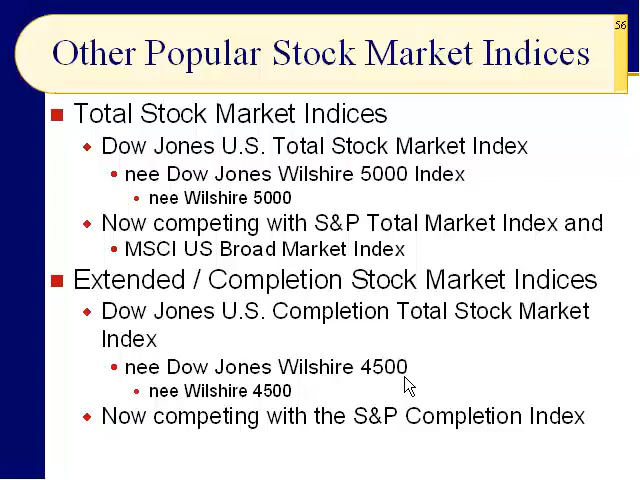 56
Other Popular Stock Market Indices
Total Stock Market Indices
Dow Jones U.S. Total Stock Market Index
nee Dow Jones Wilshire 5000 Index
nee Wilshire 5000
Now competing with S&P Total Market Index and
MSCI US Broad Market Index
Extended / Completion Stock Market Indices
Dow Jones U.S. Completion Total Stock Market
Index
nee Dow Jones Wilshire 4500
nee Wilshire 4500
Now competing with the S&P Completion Index